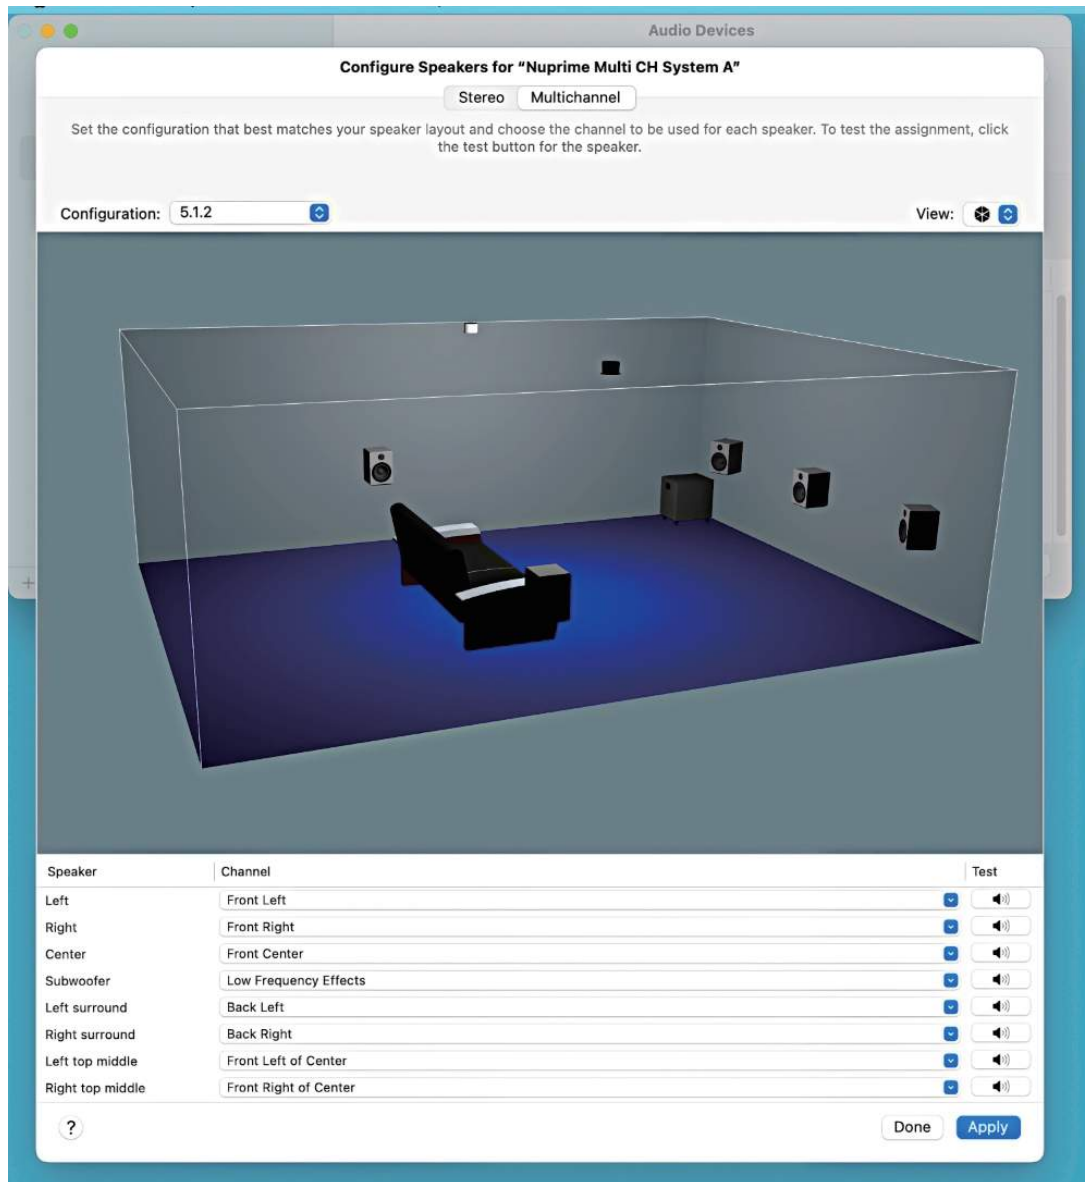 Audio Devices
Configure Speakers for “Nuprime Multi CH System A”
Stereo Multichannel
Set the configuration that best matches your speaker layout and choose the channel to be used for each speaker. To test the assignment, click
the test button for the speaker.
Configuration: 5.1.2 View:
Speaker Channel Test
Left Front Left
Right Front Right
Center Front Center
Subwoofer Low Frequency Effects
Left surround Back Left
Right surround Back Right
Left top middle Front Left of Center
Right top middle Front Right of Center
? Done Apply